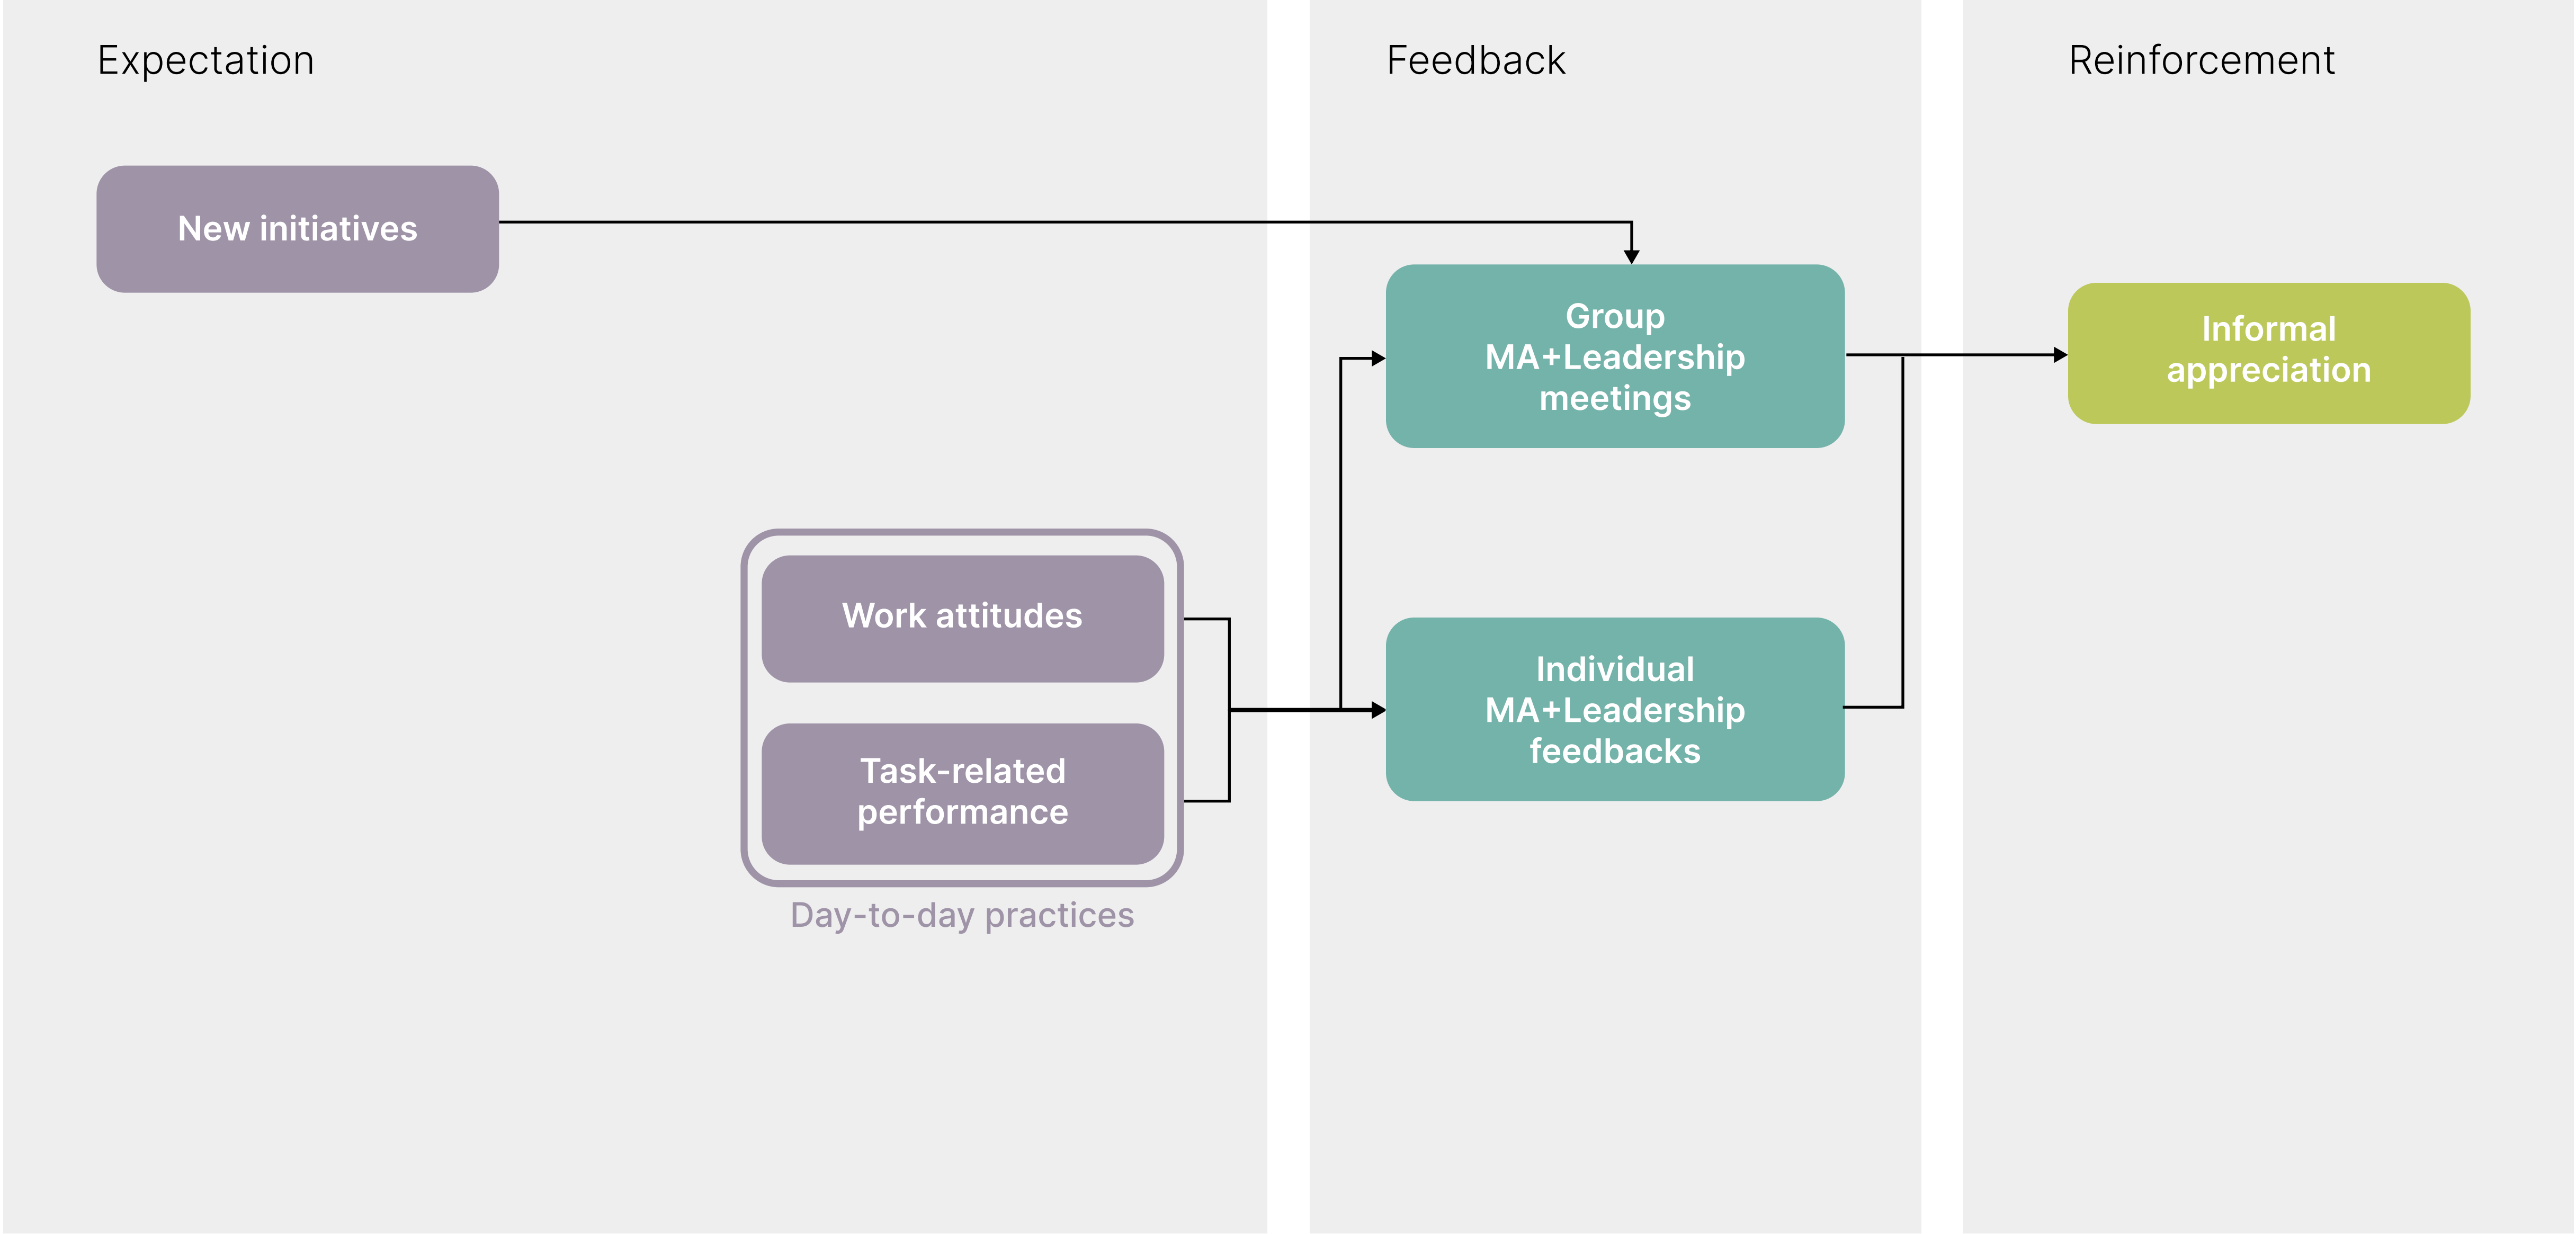 Expectation
Feedback
Reinforcement
New initiatives
Group
MA+Leadership
meetings
Informal
appreciation
Work attitudes
Individual
MA+Leadership
feedbacks
Task-related
performance
Day-to-day practices